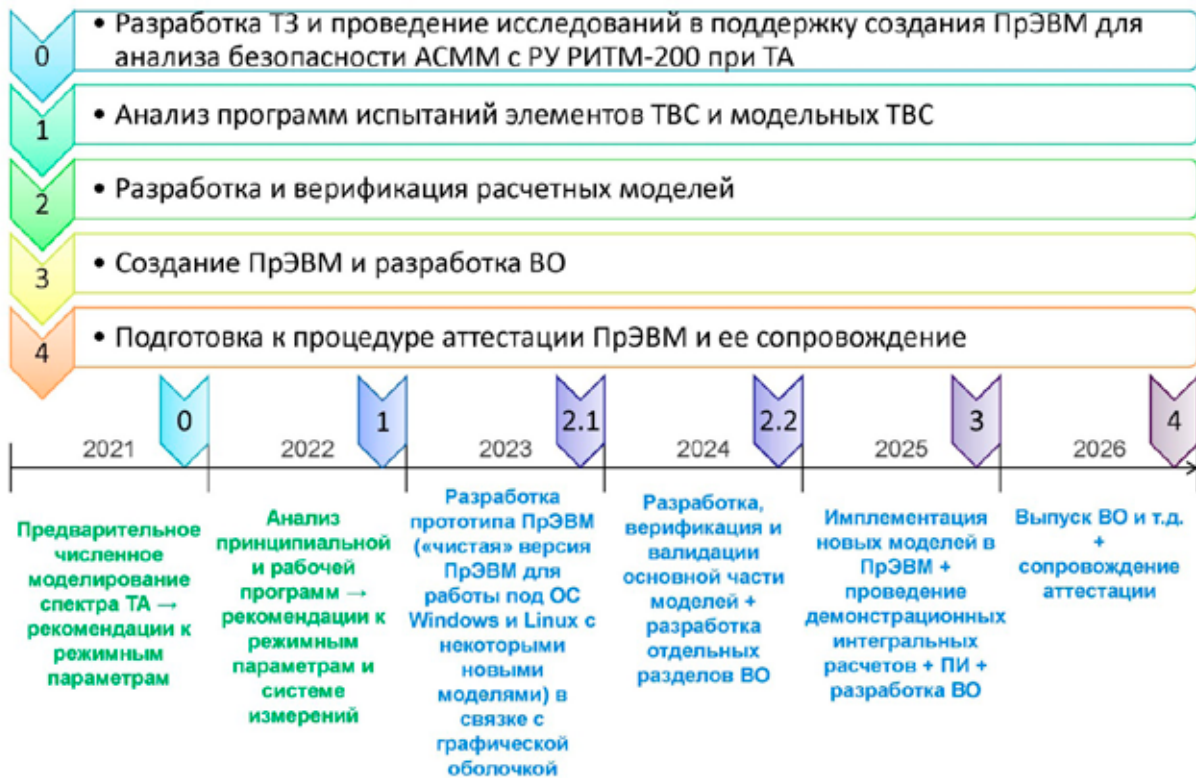 0
• Разработка ТЗ и проведение исследований в поддержку создания ПрЭВМ для
анализа безопасности АСММ с РУ РИТМ-200 при ТА
1
• Анализ программ испытаний элементов ТВС и модельных ТВС
2
• Разработка и верификация расчетных моделей
3
• Создание ПрЭВМ и разработка ВО
4
• Подготовка к процедуре аттестации ПрЭВМ и ее сопровождение
0
1
2.1
2.2
3
4
2021
2022
2023
2024
2025
2026
Предварительное
численное
моделирование
спектра ТА →
рекомендации к
режимным
параметрам
Анализ
принципиальной
и рабочей
программ →
рекомендации к
режимным
параметрам и
системе
измерений
Разработка
прототипа ПрЭВМ
(«чистая» версия
ПрЭВМ для
работы под ОС
Windows и Linux с
некоторыми
новыми
моделями) в
связке с
графической
оболочкой
Разработка,
верификация и
валидации
основной части
моделей +
разработка
отдельных
разделов ВО
Имплементация
новых моделей в
ПрЭВМ +
проведение
демонстрационных
интегральных
расчетов + ПИ +
разработка ВО
Выпуск ВО и т.д.
+
сопровождение
аттестации